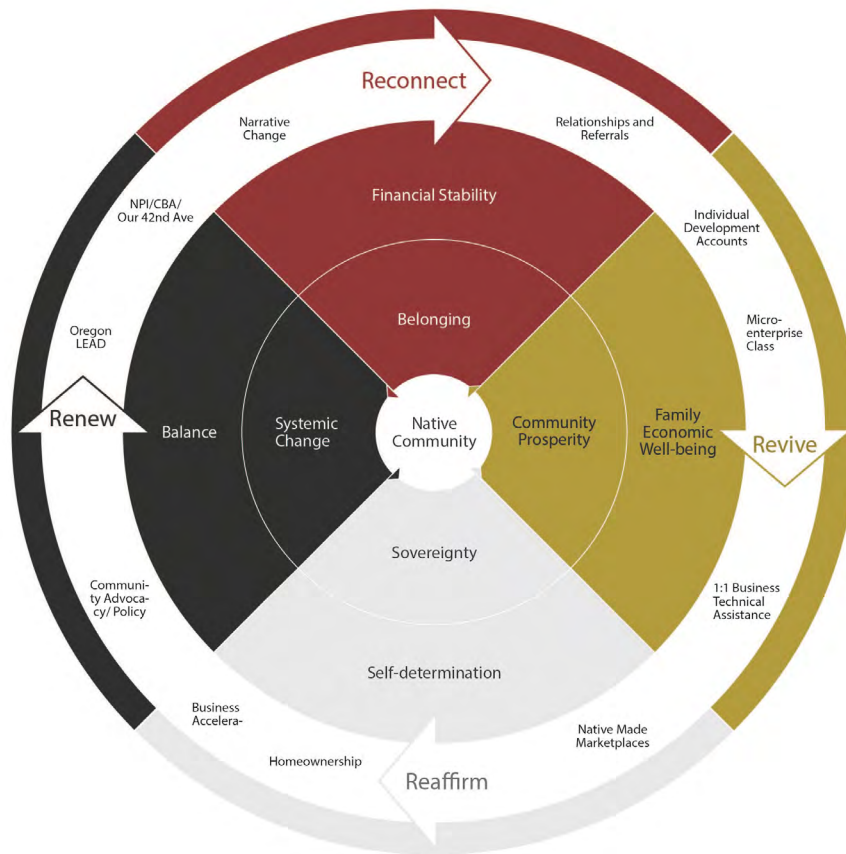 Reconnect
Narrative
Change
Relationships and
Referrals
NPI/CBA/
Our 42nd Ave
Financial Stability
Individual
Development
Accounts
Belonging
Oregon
LEAD
Micro-
enterprise
Class
Renew
Balance
Systemic
Change
Native
Community
Community
Prosperity
Family
Economic
Well-being
Revive
Sovereignty
Communi-
ty Advoca-
cy/ Policy
1:1 Business
Technical
Assistance
Self-determination
Business
Accelera-
Native Made
Marketplaces
Homeownership
Reaffirm